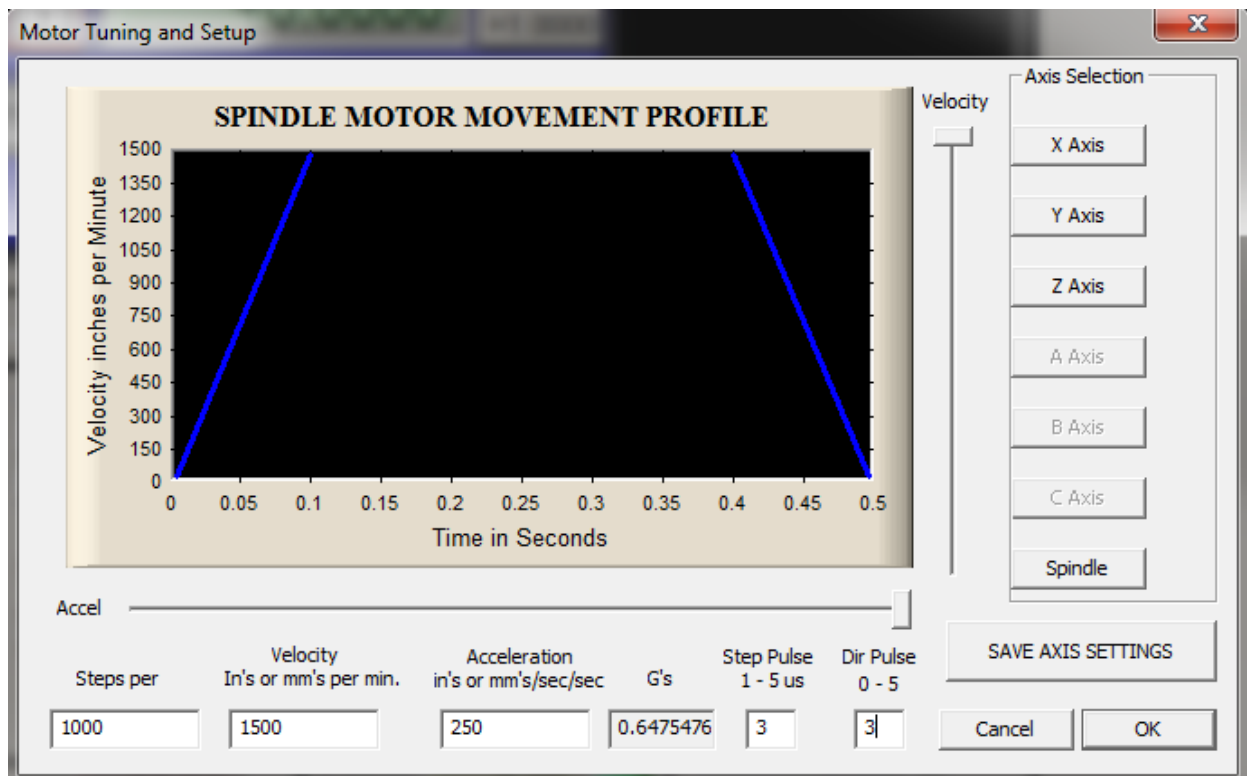 Motor Tuning and Setup
SPINDLE MOTOR MOVEMENT PROFILE
Velocity inches per Minute
1500
1350
1200
1050
900
750
600
450
300
150
0
0 0.05 0.1 0.15 0.2 0.25 0.3 0.35 0.4 0.45 0.5
Time in Seconds
Velocity
Axis Selection
X Axis
Y Axis
Z Axis
A Axis
B Axis
C Axis
Spindle
Accel
Steps per
1000
Velocity
In's or mm's per min.
1500
Acceleration
in's or mm's/sec/sec
250
G's
0.6475476
Step Pulse
1 - 5 us
3
Dir Pulse
0 - 5
3
SAVE AXIS SETTINGS
Cancel
OK